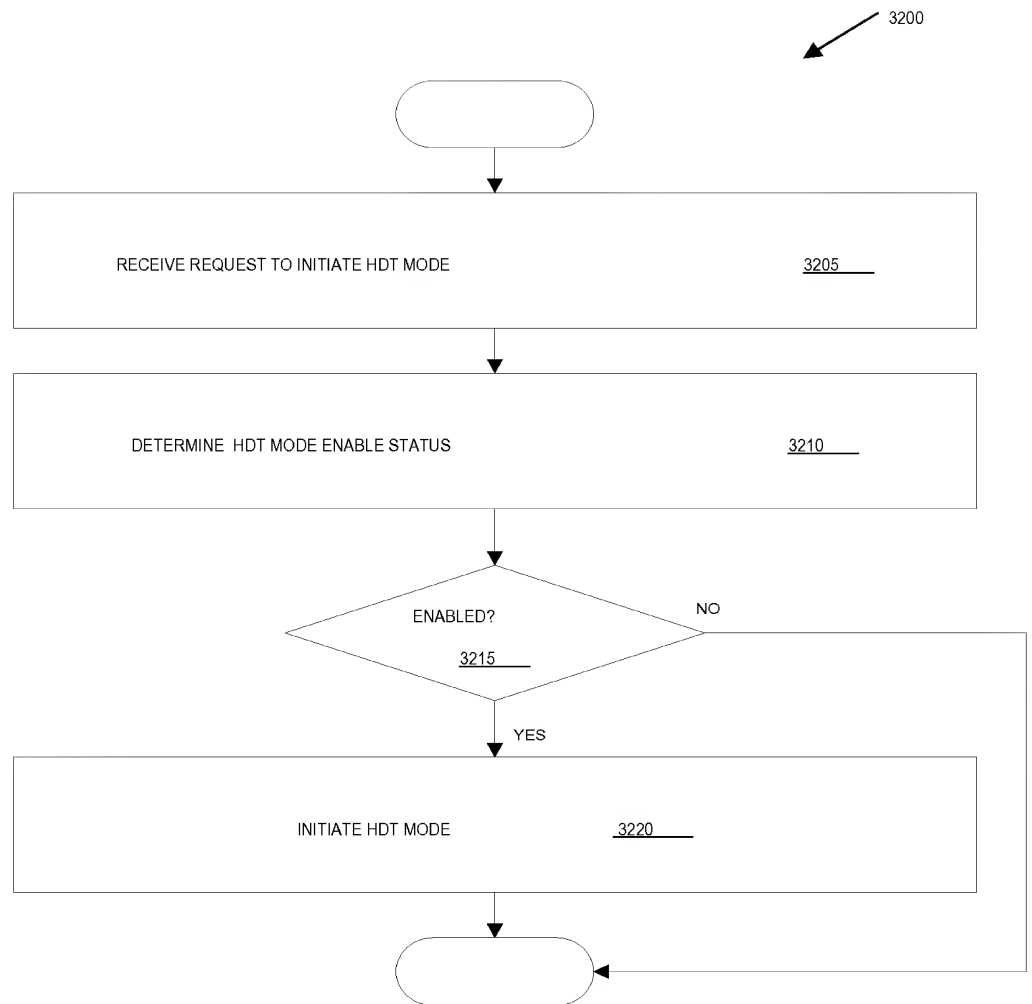 3200
RECEIVE REQUEST TO INITIATE HDT MODE 3205
DETERMINE HDT MODE ENABLE STATUS 3210
ENABLED?
NO
3215
YES
INITIATE HDT MODE 3220